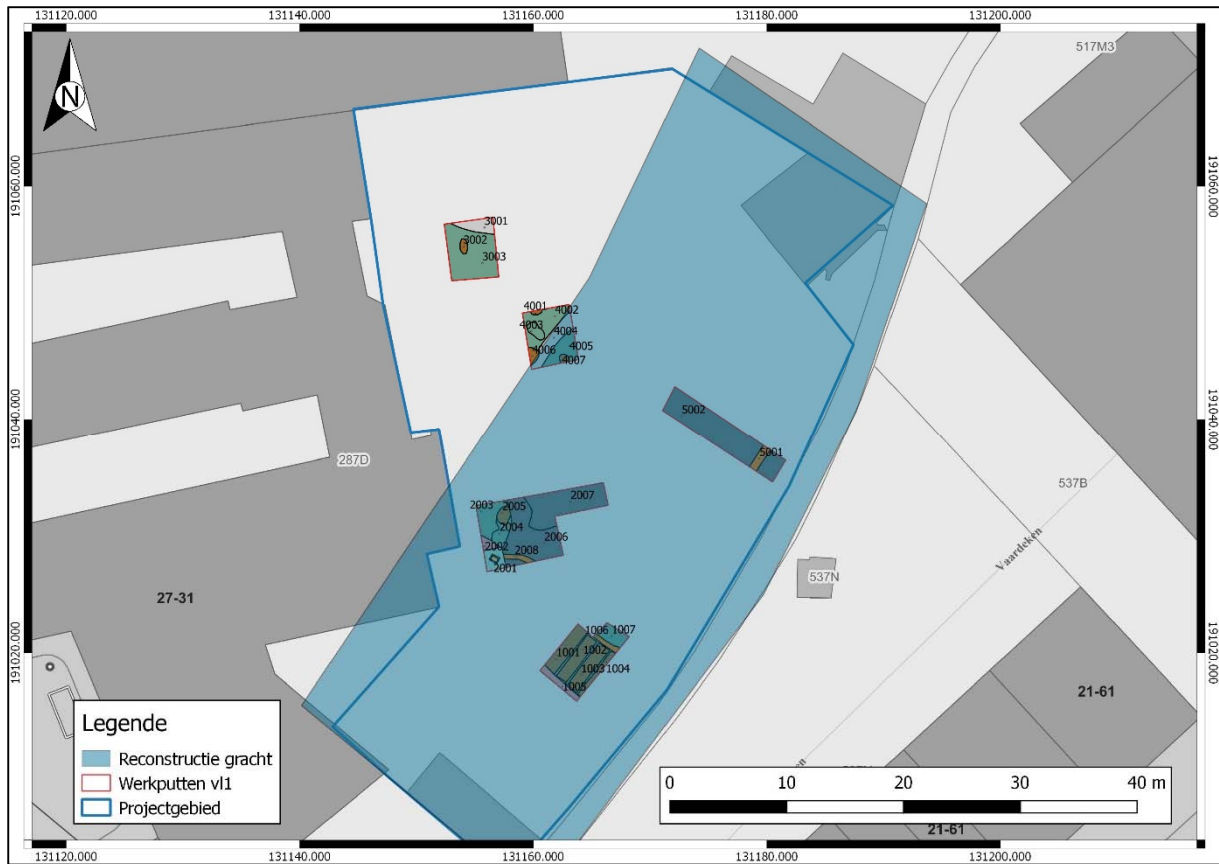 131120.000 131140.000 131160.000 131180.000 131200.000
517M3
N
191060.000 191060.000
3001
3002
3003
4001 4002
4003 4004
4005
4006
4007
191040.000 191040.000
5002
5001
287D
537B
2007
2003 2005
2004
2006
2002 2008
2001
Vaardeken
537N
27-31
1006 1007
1001 1002
1003 1004
1005
191020.000 191020.000
21-61
Legende
Reconstructie gracht
Werkputten vl1
Projectgebied
0 10 20 30 40 m
21-61
131120.000 131140.000 131160.000 131180.000 131200.000